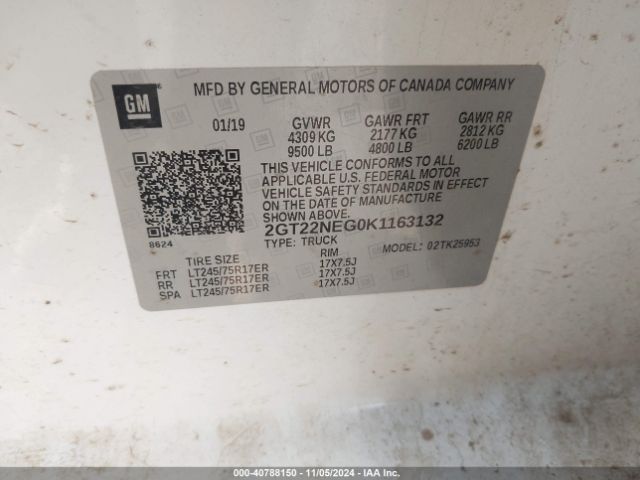 GM
MFD BY GENERAL MOTORS OF CANADA COMPANY
01/19 GVWR GAWR FRT GAWR RR
4309 KG 2177 KG 2812 KG
9500 LB 4800 LB 6200 LB
THIS VEHICLE CONFORMS TO ALL
APPLICABLE U.S. FEDERAL MOTOR
VEHICLE SAFETY STANDARDS IN EFFECT
ON THE DATE OF MANUFACTURE
SHOWN ABOVE.
2GT22NEG0K1163132
8624
TYPE: TRUCK MODEL: 02TK25953
TIRE SIZE RIM
FRT LT245/75R17ER 17X7.5J
RR LT245/75R17ER 17X7.5J
SPA LT245/75R17ER 17X7.5J
000-40788150 - 11/05/2024 - IAA Inc.